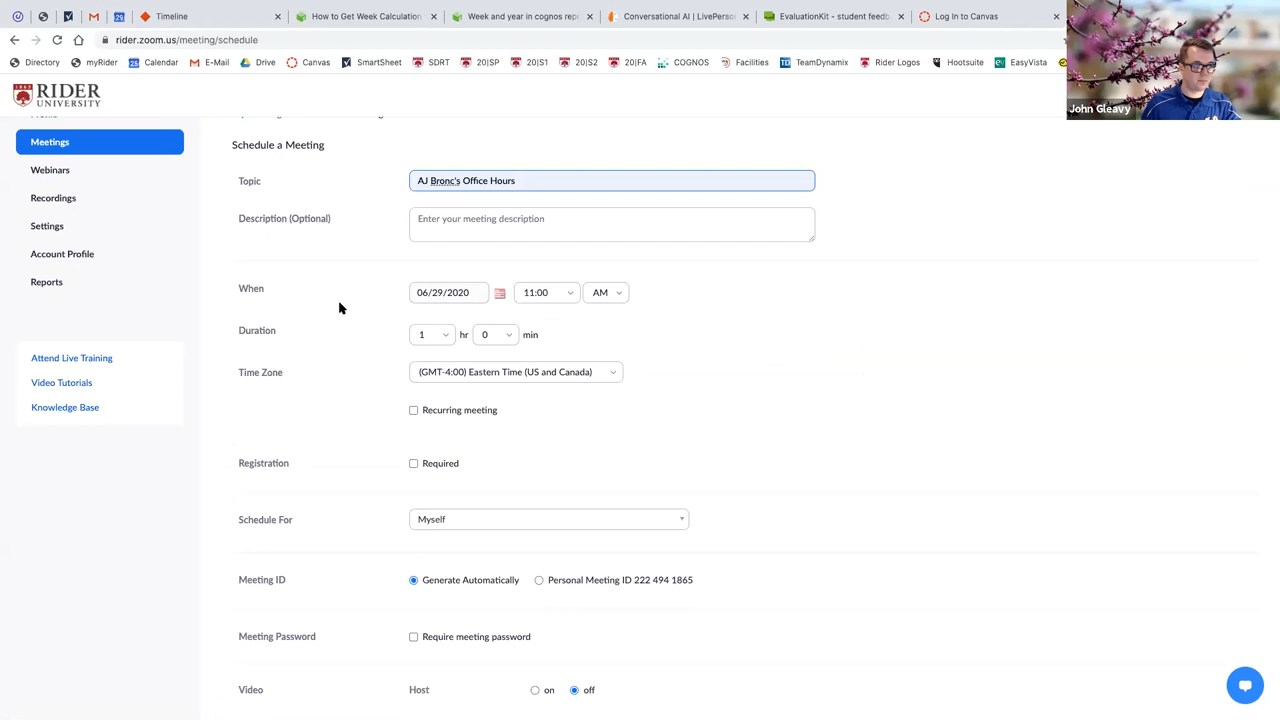 Timeline
How to Get Week Calculation
Week and year in cognos rep
Conversational AI | LivePerso
EvaluationKit - student feedb
Log In to Canvas
rider.zoom.us/meeting/schedule
Directory
myRider
Calendar
E-Mail
Drive
Canvas
SmartSheet
SDRT
20|SP
20|S1
20|S2
20|FA
COGNOS
Facilities
TeamDynamix
Rider Logos
Hootsuite
EasyVista
John Gleavy
RIDER
UNIVERSITY
Meetings
Webinars
Recordings
Settings
Account Profile
Reports
Attend Live Training
Video Tutorials
Knowledge Base
Schedule a Meeting
Topic AJ Bronc's Office Hours
Description (Optional) Enter your meeting description
When 06/29/2020 11:00 AM
Duration 1 hr 0 min
Time Zone (GMT-4:00) Eastern Time (US and Canada)
Recurring meeting
Registration Required
Schedule For Myself
Meeting ID Generate Automatically Personal Meeting ID 222 494 1865
Meeting Password Require meeting password
Video Host on off